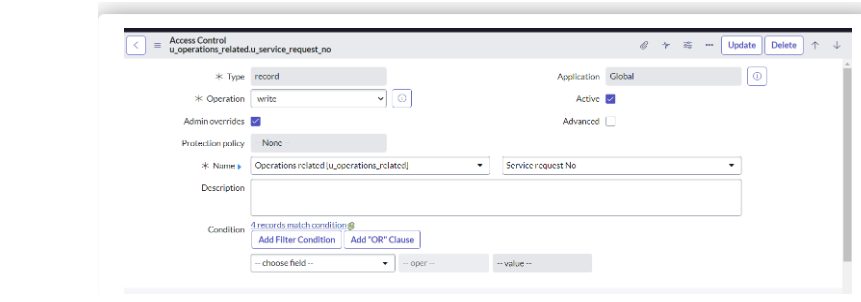 Access Control
u_operations_related.u_service_request_no
Update
Delete
* Type record
Application Global
* Operation write
Active
Admin overrides
Advanced
Protection policy None
* Name Operations related [u_operations_related]
Service request No
Description
Condition 4 records match condition
Add Filter Condition
Add "OR" Clause
-- choose field --
-- oper --
-- value --